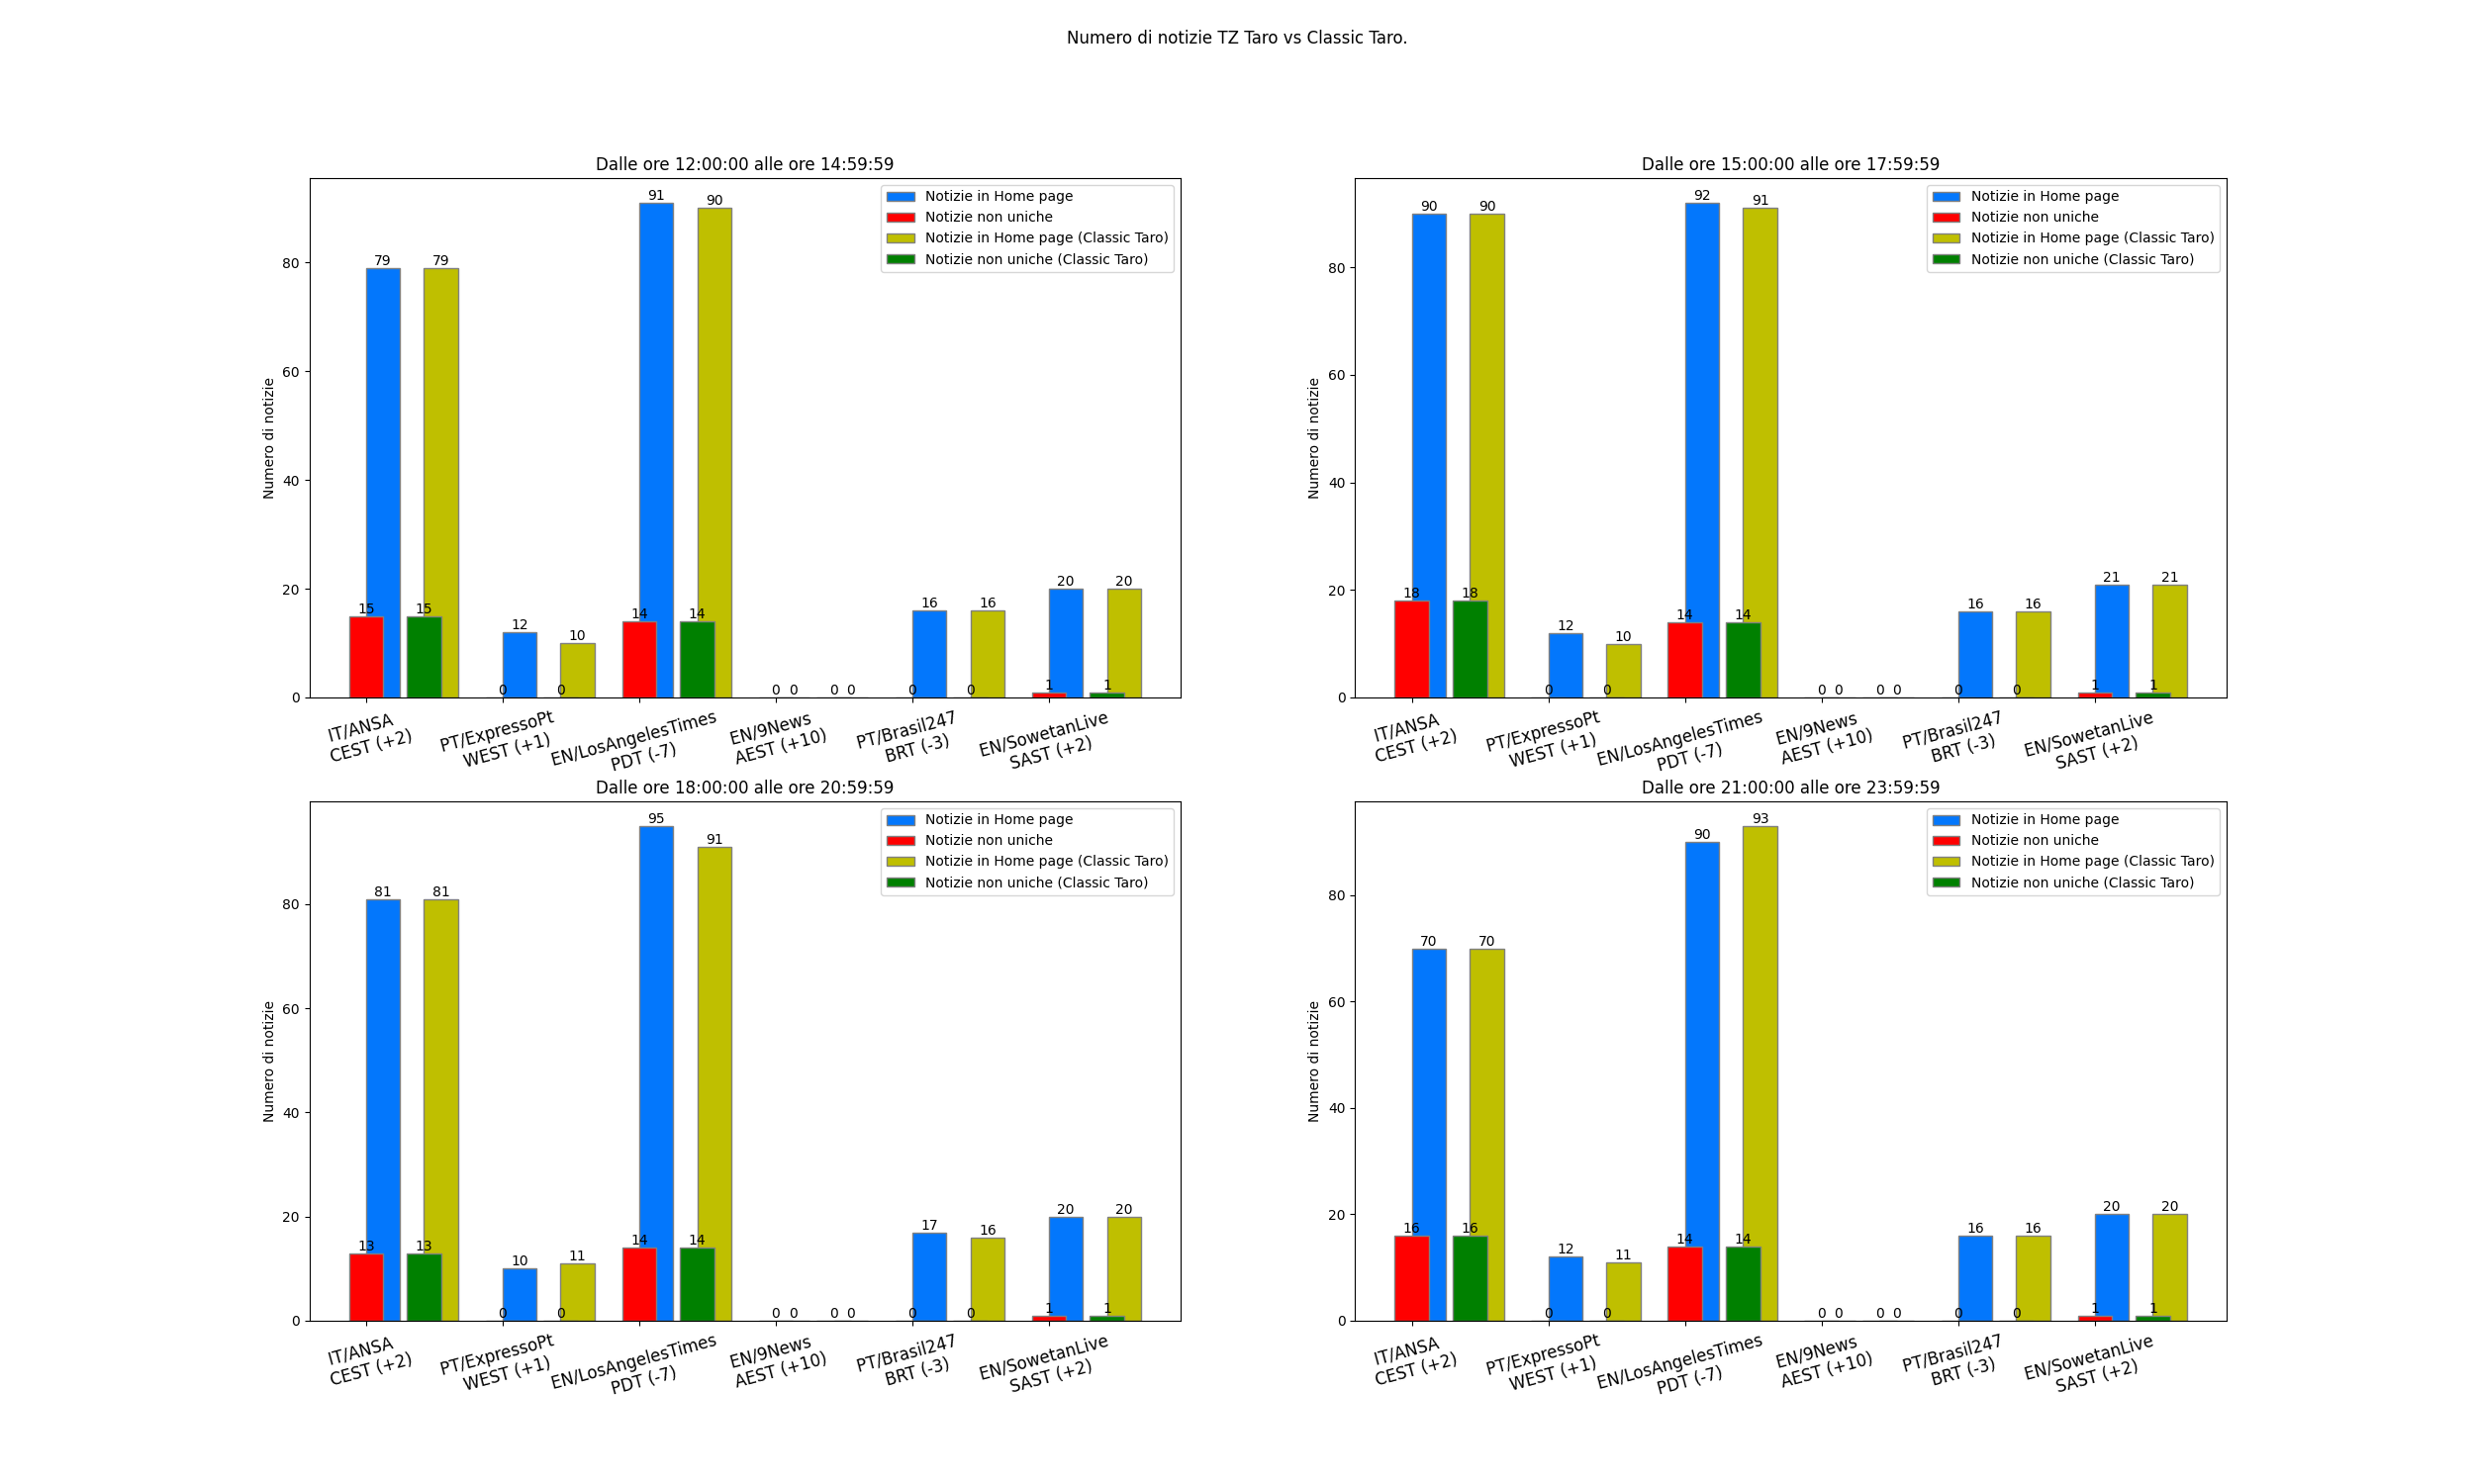 Numero di notizie TZ Taro vs Classic Taro.
Dalle ore 12:00:00 alle ore 14:59:59
Numero di notizie
80
60
40
20
0
Notizie in Home page
Notizie non uniche
Notizie in Home page (Classic Taro)
Notizie non uniche (Classic Taro)
79 79 91 90
15 15 12 10 14 14 16 16 20 20
0 0 0 0 0 0 0 0 1 1
IT/ANSA
CEST (+2)
PT/ExpressoPt
WEST (+1)
EN/LosAngelesTimes
PDT (-7)
EN/9News
AEST (+10)
PT/Brasil247
BRT (-3)
EN/SowetanLive
SAST (+2)
Dalle ore 15:00:00 alle ore 17:59:59
Numero di notizie
80
60
40
20
0
Notizie in Home page
Notizie non uniche
Notizie in Home page (Classic Taro)
Notizie non uniche (Classic Taro)
90 90 92 91
18 18 12 10 14 14 16 16 21 21
0 0 0 0 0 0 0 0 1 1
IT/ANSA
CEST (+2)
PT/ExpressoPt
WEST (+1)
EN/LosAngelesTimes
PDT (-7)
EN/9News
AEST (+10)
PT/Brasil247
BRT (-3)
EN/SowetanLive
SAST (+2)
Dalle ore 18:00:00 alle ore 20:59:59
Numero di notizie
80
60
40
20
0
Notizie in Home page
Notizie non uniche
Notizie in Home page (Classic Taro)
Notizie non uniche (Classic Taro)
81 81 95 91
13 13 10 11 14 14 17 16 20 20
0 0 0 0 0 0 0 0 1 1
IT/ANSA
CEST (+2)
PT/ExpressoPt
WEST (+1)
EN/LosAngelesTimes
PDT (-7)
EN/9News
AEST (+10)
PT/Brasil247
BRT (-3)
EN/SowetanLive
SAST (+2)
Dalle ore 21:00:00 alle ore 23:59:59
Numero di notizie
80
60
40
20
0
Notizie in Home page
Notizie non uniche
Notizie in Home page (Classic Taro)
Notizie non uniche (Classic Taro)
70 70 90 93
16 16 12 11 14 14 16 16 20 20
0 0 0 0 0 0 0 0 1 1
IT/ANSA
CEST (+2)
PT/ExpressoPt
WEST (+1)
EN/LosAngelesTimes
PDT (-7)
EN/9News
AEST (+10)
PT/Brasil247
BRT (-3)
EN/SowetanLive
SAST (+2)